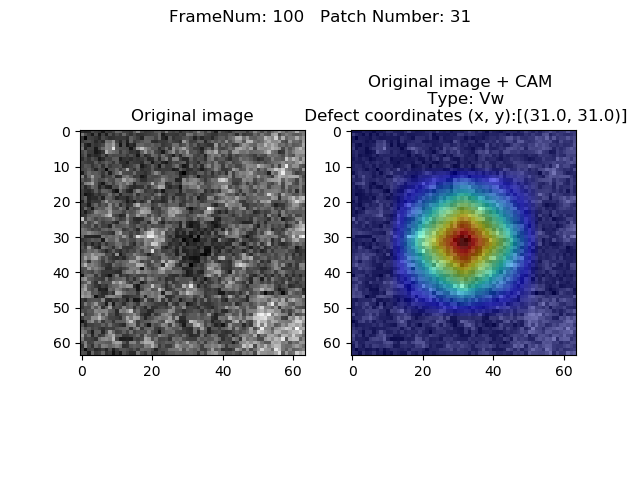 FrameNum: 100   Patch Number: 31
Original image
Original image + CAM
Type: Vw
Defect coordinates (x, y):[(31.0, 31.0)]
0
10
20
30
40
50
60
0 20 40 60
0
10
20
30
40
50
60
0 20 40 60